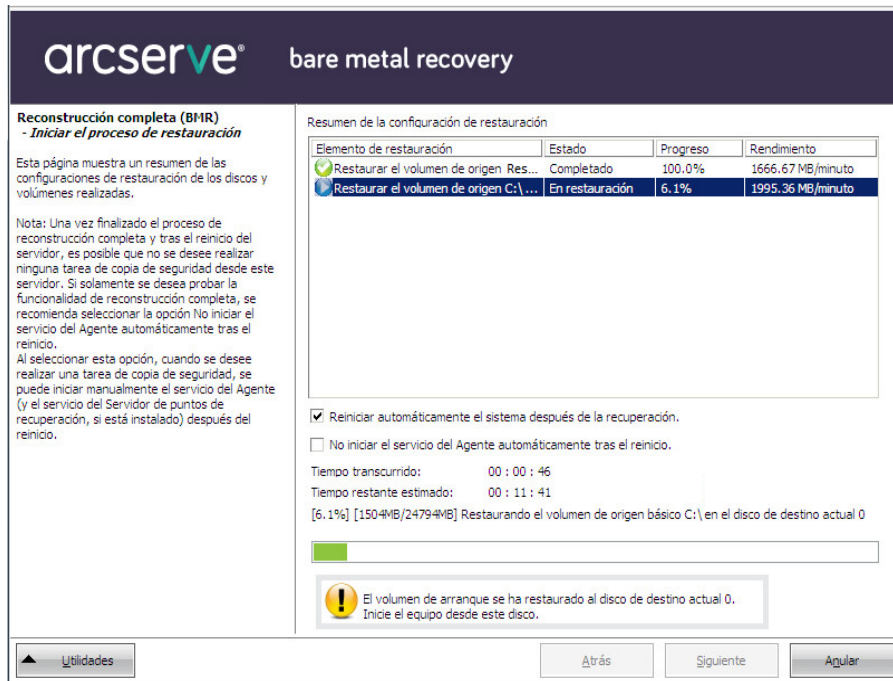 arcserve® bare metal recovery
Reconstrucción completa (BMR)
- Iniciar el proceso de restauración
Esta página muestra un resumen de las
configuraciones de restauración de los discos y
volúmenes realizadas.
Nota: Una vez finalizado el proceso de
reconstrucción completa y tras el reinicio del
servidor, es posible que no se desee realizar
ninguna tarea de copia de seguridad desde este
servidor. Si solamente se desea probar la
funcionalidad de reconstrucción completa, se
recomienda seleccionar la opción No iniciar el
servicio del Agente automáticamente tras el
reinicio.
Al seleccionar esta opción, cuando se desee
realizar una tarea de copia de seguridad, se
puede iniciar manualmente el servicio del Agente
(y el servicio del Servidor de puntos de
recuperación, si está instalado) después del
reinicio.
Resumen de la configuración de restauración
Elemento de restauración Estado Progreso Rendimiento
Restaurar el volumen de origen Res... Completado 100.0% 1666.67 MB/minuto
Restaurar el volumen de origen C:\... En restauración 6.1% 1995.36 MB/minuto
Reiniciar automáticamente el sistema después de la recuperación.
No iniciar el servicio del Agente automáticamente tras el reinicio.
Tiempo transcurrido: 00 : 00 : 46
Tiempo restante estimado: 00 : 11 : 41
[6.1%] [1504MB/24794MB] Restaurando el volumen de origen básico C:\ en el disco de destino actual 0
El volumen de arranque se ha restaurado al disco de destino actual 0.
Inicie el equipo desde este disco.
Utilidades Atrás Siguiente Anular